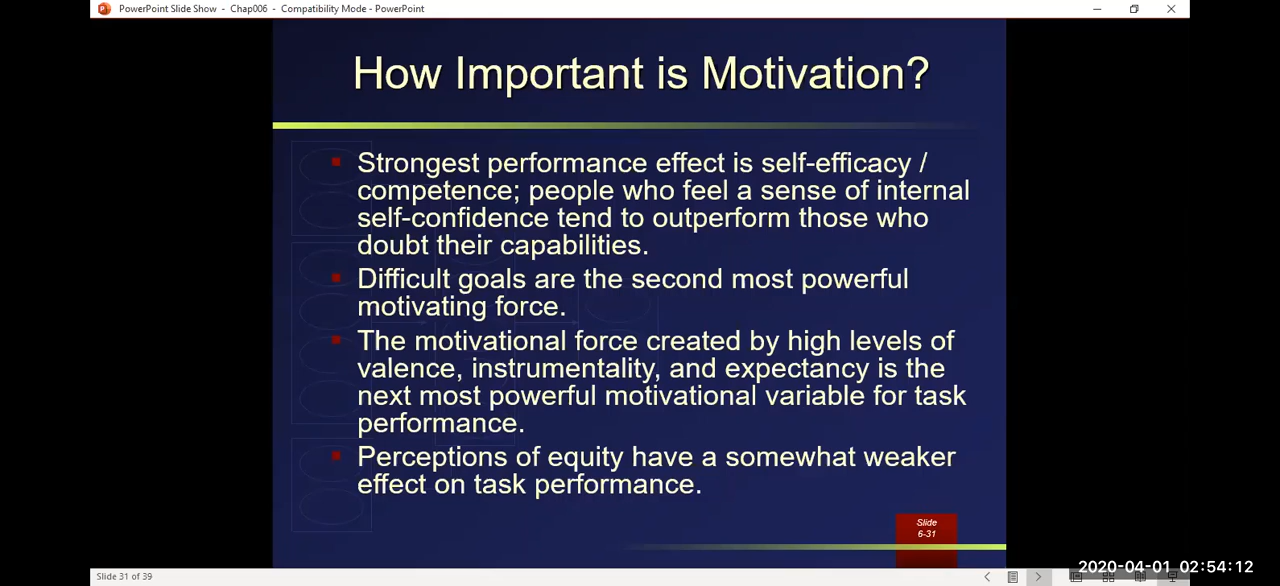 PowerPoint Slide Show - Chap006 - Compatibility Mode - PowerPoint
How Important is Motivation?
Strongest performance effect is self-efficacy /
competence; people who feel a sense of internal
self-confidence tend to outperform those who
doubt their capabilities.
Difficult goals are the second most powerful
motivating force.
The motivational force created by high levels of
valence, instrumentality, and expectancy is the
next most powerful motivational variable for task
performance.
Perceptions of equity have a somewhat weaker
effect on task performance.
Slide
6-31
2020-04-01 02:54:12
Slide 31 of 39